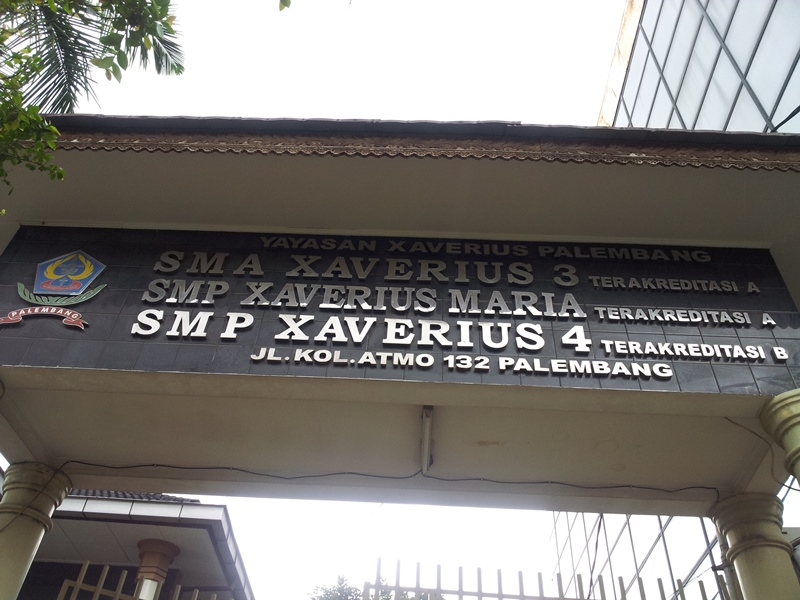 YAYASAN XAVERIUS PALEMBANG
SMA XAVERIUS 3 TERAKREDITASI A
SMP XAVERIUS MARIA TERAKREDITASI A
SMP XAVERIUS 4 TERAKREDITASI B
JL.KOL.ATMO 132 PALEMBANG
PALEMBANG